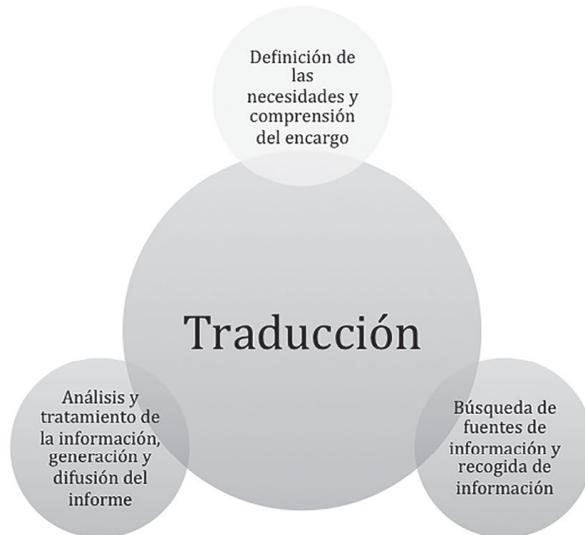 Definición de
las
necesidades y
comprensión
del encargo
Traducción
Análisis y
tratamiento de
la información,
generación y
difusión del
informe
Búsqueda de
fuentes de
información y
recogida de
información